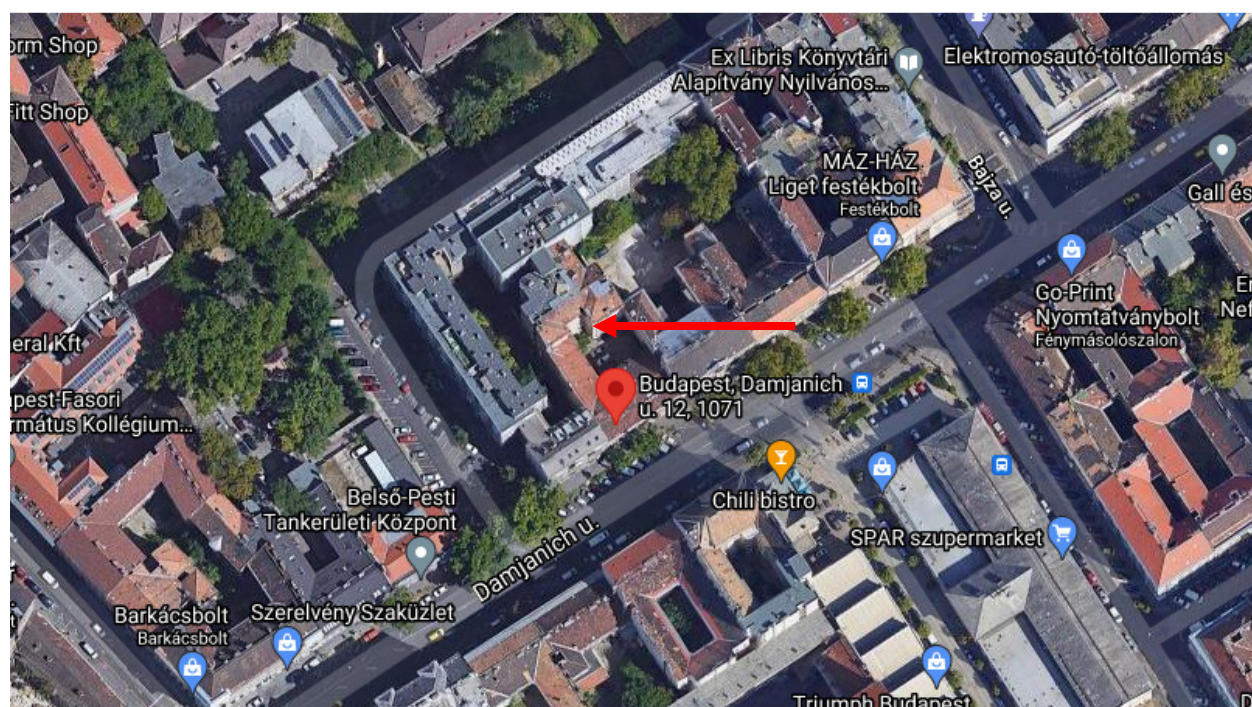 orm Shop
Fitt Shop
Ex Libris Könyvtári
Alapítvány Nyilvános...
Elektromosautó-töltőállomás
MÁZ-HÁZ
Liget festékbolt
Festékbolt
Bajza u.
Gall és
Go-Print
Nyomtatványbolt
Fénymásolószalon
eral Kft
apest-Fasori
rmátus Kollégium...
Budapest, Damjanich
u. 12, 1071
Chili bistro
Belső-Pesti
Tankerületi Központ
SPAR szupermarket
Damjanich u.
Barkácsbolt
Barkácsbolt
Szerelvény Szaküzlet
Triumph Budapest